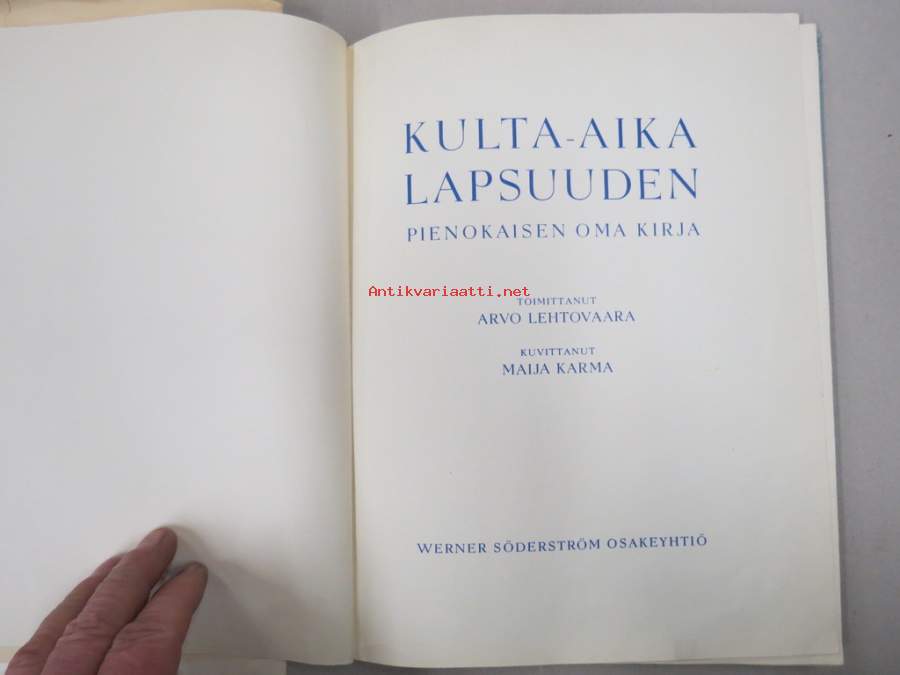 KULTA-AIKA
LAPSUUDEN
PIENOKAISEN OMA KIRJA
Antikvariaatti.net
TOIMITTANUT
ARVO LEHTOVAARA
KUVITTANUT
MAIJA KARMA
WERNER SÖDERSTRÖM OSAKEYHTIÖ